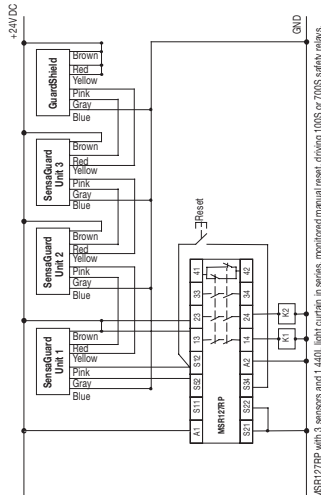 +24V DC
GND
SensaGuard
Unit 1
Brown
Red
Yellow
Pink
Gray
Blue
SensaGuard
Unit 2
Brown
Red
Yellow
Pink
Gray
Blue
SensaGuard
Unit 3
Brown
Red
Yellow
Pink
Gray
Blue
GuardShield
Brown
Red
Yellow
Pink
Gray
Blue
Reset
A1
S11
S52
S12
13
23
33
41
MSR127RP
S21
S22
S34
A2
14
24
34
42
K1
K2
MSR127RP with 3 sensors and 1 440L light curtain in series, monitored manual reset, driving 100S or 700S safety relays